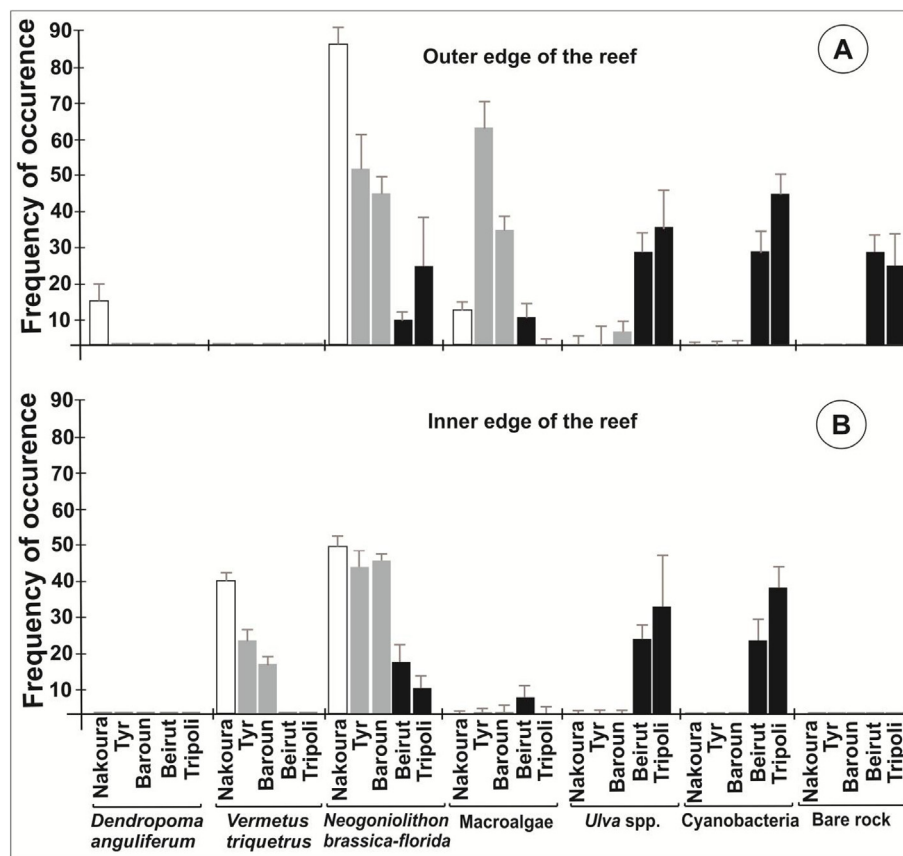 A
Outer edge of the reef
Frequency of occurence
90
80
70
60
50
40
30
20
10
B
Inner edge of the reef
Frequency of occurence
90
80
70
60
50
40
30
20
10
Nakoura
Tyr
Baroun
Beirut
Tripoli
Nakoura
Tyr
Baroun
Beirut
Tripoli
Nakoura
Tyr
Baroun
Beirut
Tripoli
Nakoura
Tyr
Baroun
Beirut
Tripoli
Nakoura
Tyr
Baroun
Beirut
Tripoli
Nakoura
Tyr
Baroun
Beirut
Tripoli
Nakoura
Tyr
Baroun
Beirut
Tripoli
Dendropoma
anguliferum
Vermetus
triquetrus
Neogoniolithon
brassica-florida
Macroalgae
Ulva spp.
Cyanobacteria
Bare rock